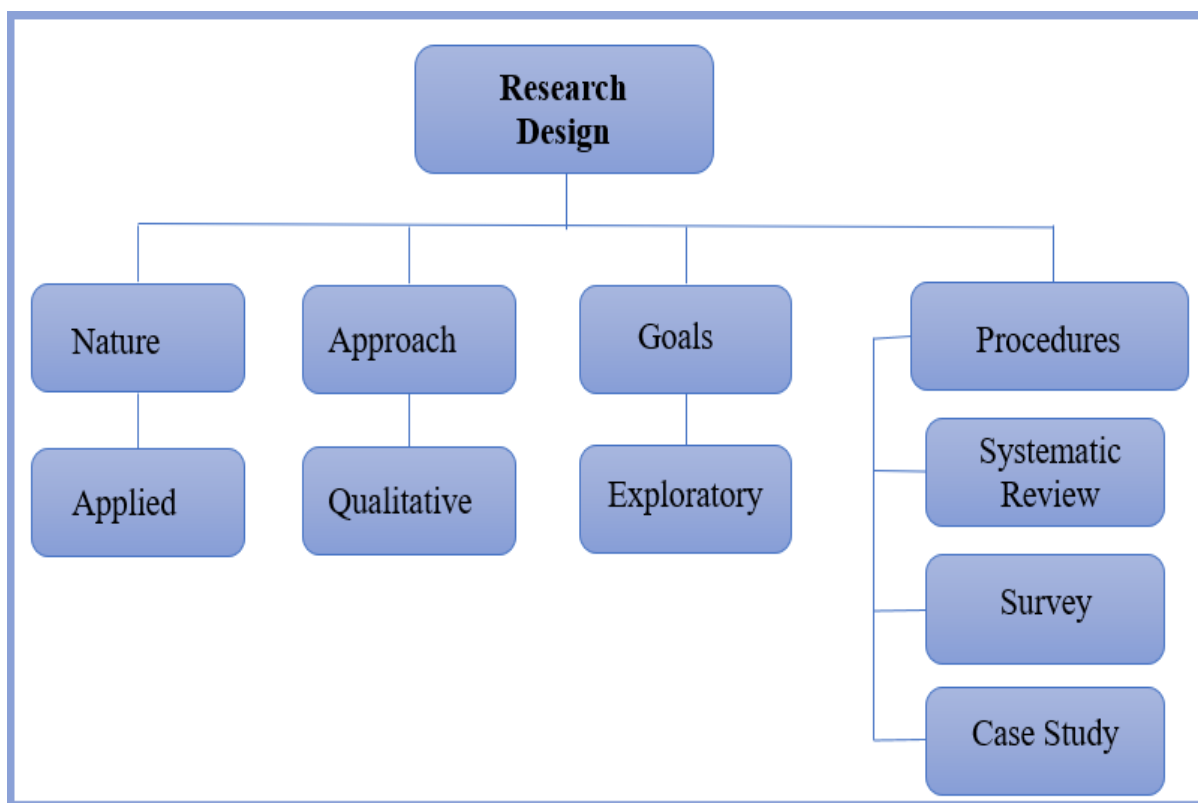 Research
Design
Nature
Approach
Goals
Procedures
Applied
Qualitative
Exploratory
Systematic
Review
Survey
Case Study